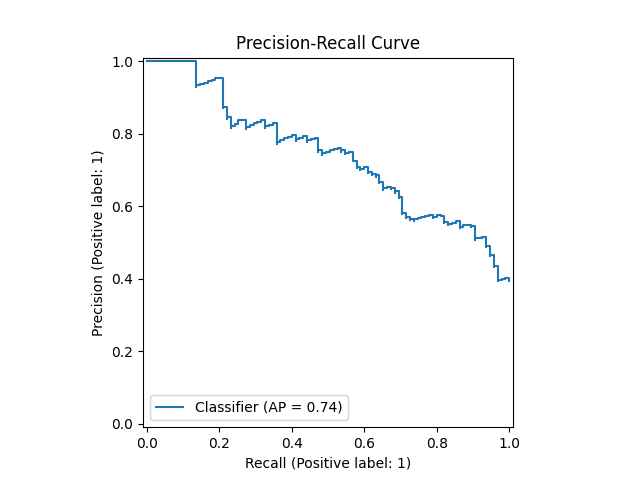 Precision-Recall Curve
1.0
0.8
0.6
0.4
0.2
0.0
Precision (Positive label: 1)
Classifier (AP = 0.74)
0.0 0.2 0.4 0.6 0.8 1.0
Recall (Positive label: 1)